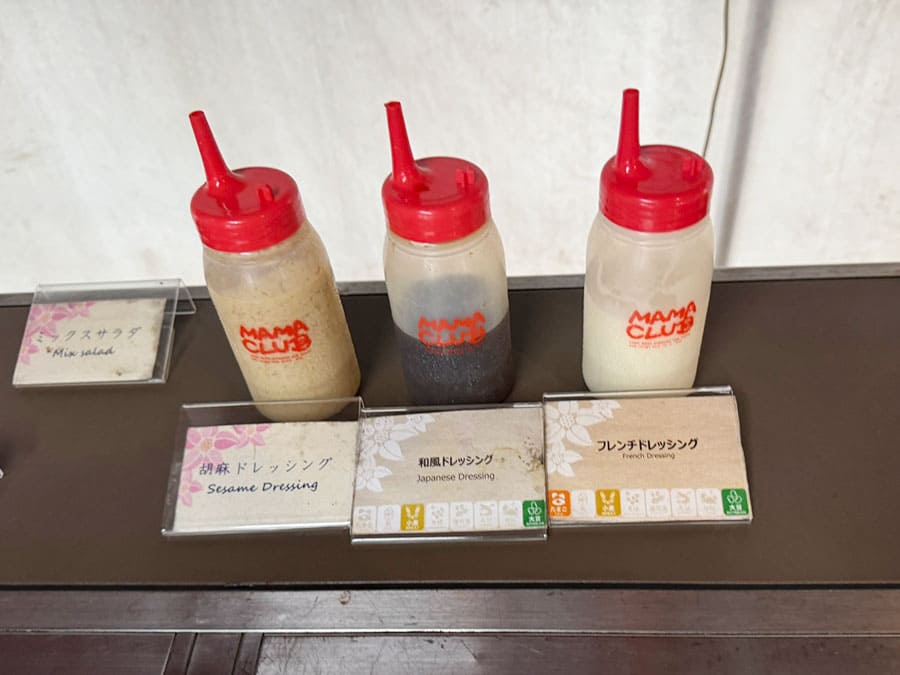 MAMA
CLUB
MAMA
CLUB
MAMA
CLUB
ミックスサラダ
Mix salad
胡麻ドレッシング
Sesame Dressing
和風ドレッシング
Japanese Dressing
小麦
大豆
フレンチドレッシング
French Dressing
たまご
小麦
大豆